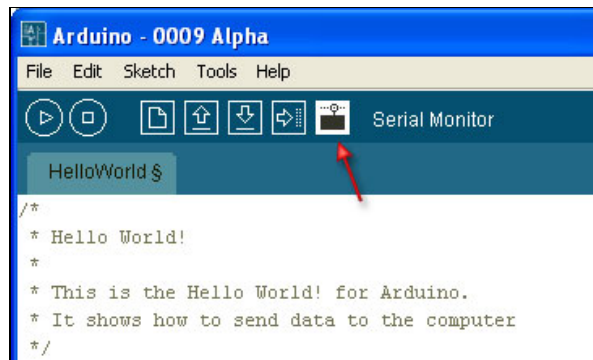 Arduino - 0009 Alpha
File Edit Sketch Tools Help
Serial Monitor
HelloWorld §
/*
* Hello World!
*
* This is the Hello World! for Arduino.
* It shows how to send data to the computer
*/